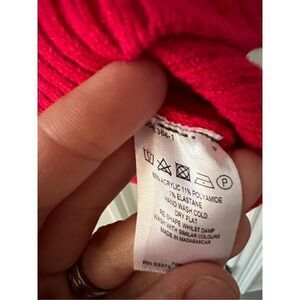 88% ACRYLIC 11% POLYAMIDE
1% ELASTANE
HAND WASH COLD
DRY FLAT
RE-SHAPE WHILST DAMP
WASH WITH SIMILAR COLOURS
MADE IN
MADAGASCAR